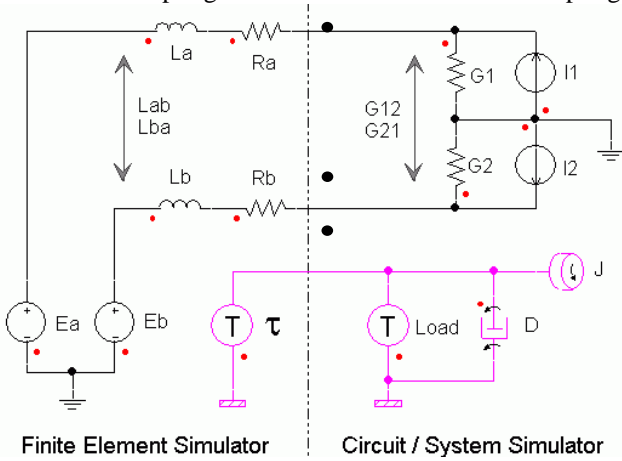 La
Ra
Lab
Lba
G12
G21
G1
I1
Lb
Rb
G2
I2
Ea
Eb
T
τ
T
Load
D
J
Finite Element Simulator
Circuit / System Simulator